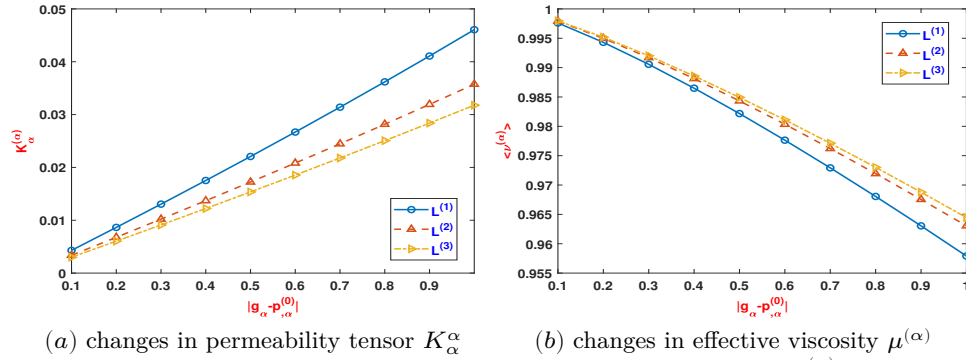 0.05
0.04
0.03
0.02
0.01
0
K_α^(α)
0.1 0.2 0.3 0.4 0.5 0.6 0.7 0.8 0.9
|g_α-p_,α^(0)|
L^(1)
L^(2)
L^(3)
(a) changes in permeability tensor K_α^α
1
0.995
0.99
0.985
0.98
0.975
0.97
0.965
0.96
0.955
<ν^(α)>
0.1 0.2 0.3 0.4 0.5 0.6 0.7 0.8 0.9 1
|g_α-p_,α^(0)|
L^(1)
L^(2)
L^(3)
(b) changes in effective viscosity μ^(α)